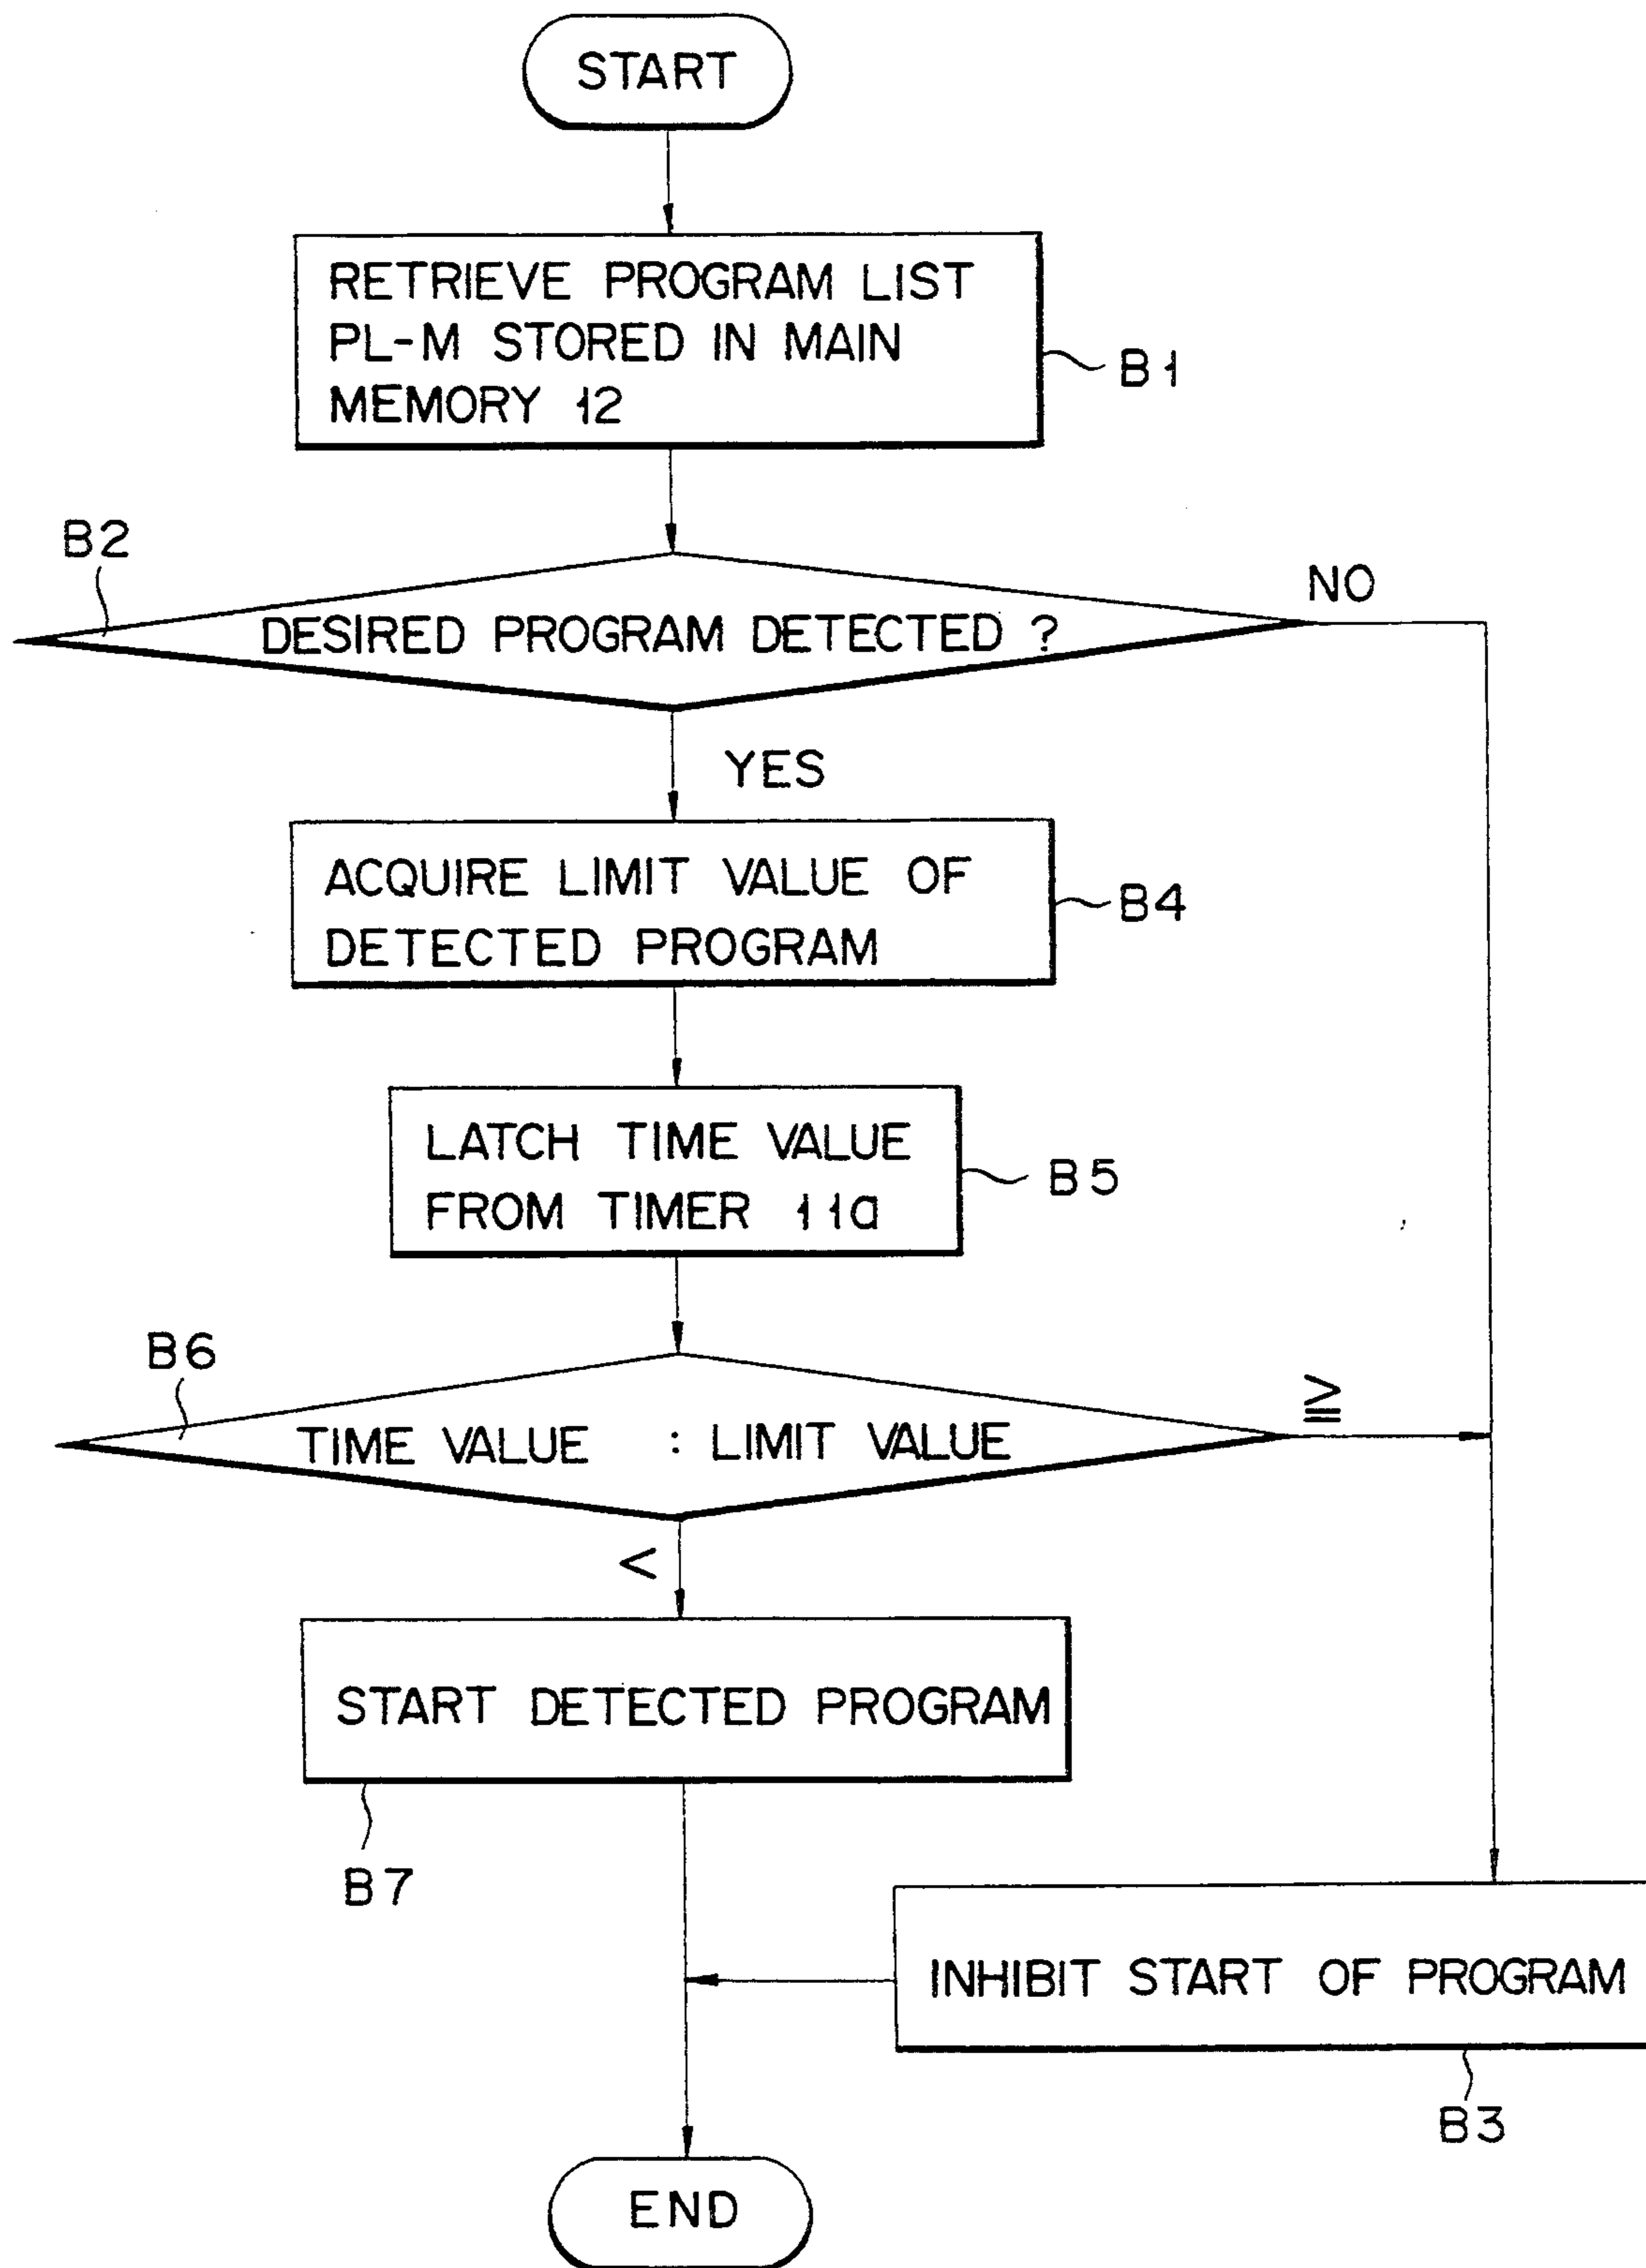 START
RETRIEVE PROGRAM LIST
PL-M STORED IN MAIN
MEMORY 12
B1
B2
NO
DESIRED PROGRAM DETECTED ?
YES
ACQUIRE LIMIT VALUE OF
DETECTED PROGRAM
B4
LATCH TIME VALUE
FROM TIMER 11a
B5
B6
≧
TIME VALUE : LIMIT VALUE
<
START DETECTED PROGRAM
B7
INHIBIT START OF PROGRAM
B3
END